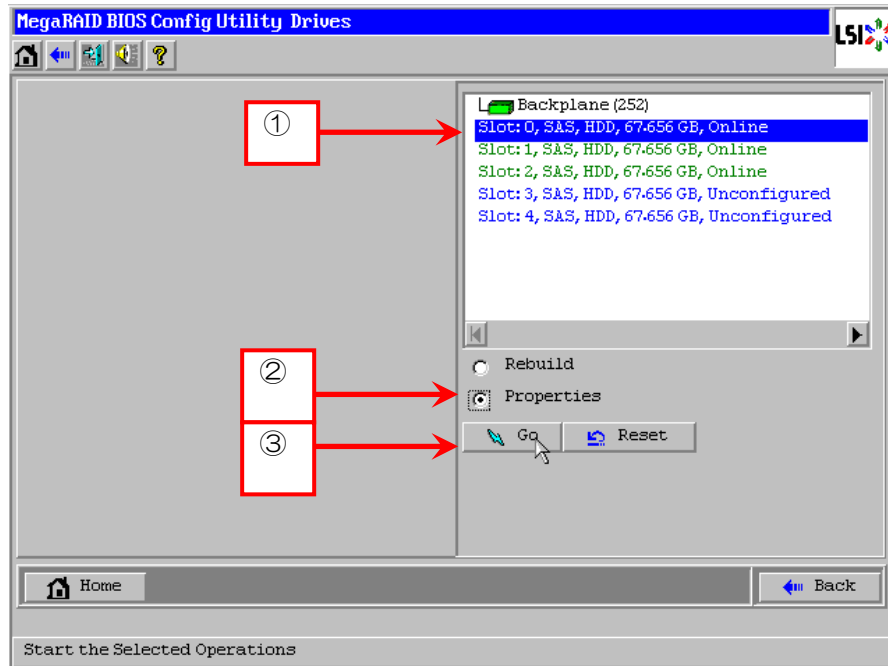 MegaRAID BIOS Config Utility Drives
LSI
Backplane (252)
① Slot: 0, SAS, HDD, 67.656 GB, Online
Slot: 1, SAS, HDD, 67.656 GB, Online
Slot: 2, SAS, HDD, 67.656 GB, Online
Slot: 3, SAS, HDD, 67.656 GB, Unconfigured
Slot: 4, SAS, HDD, 67.656 GB, Unconfigured
Rebuild
② Properties
③ Go Reset
Home Back
Start the Selected Operations